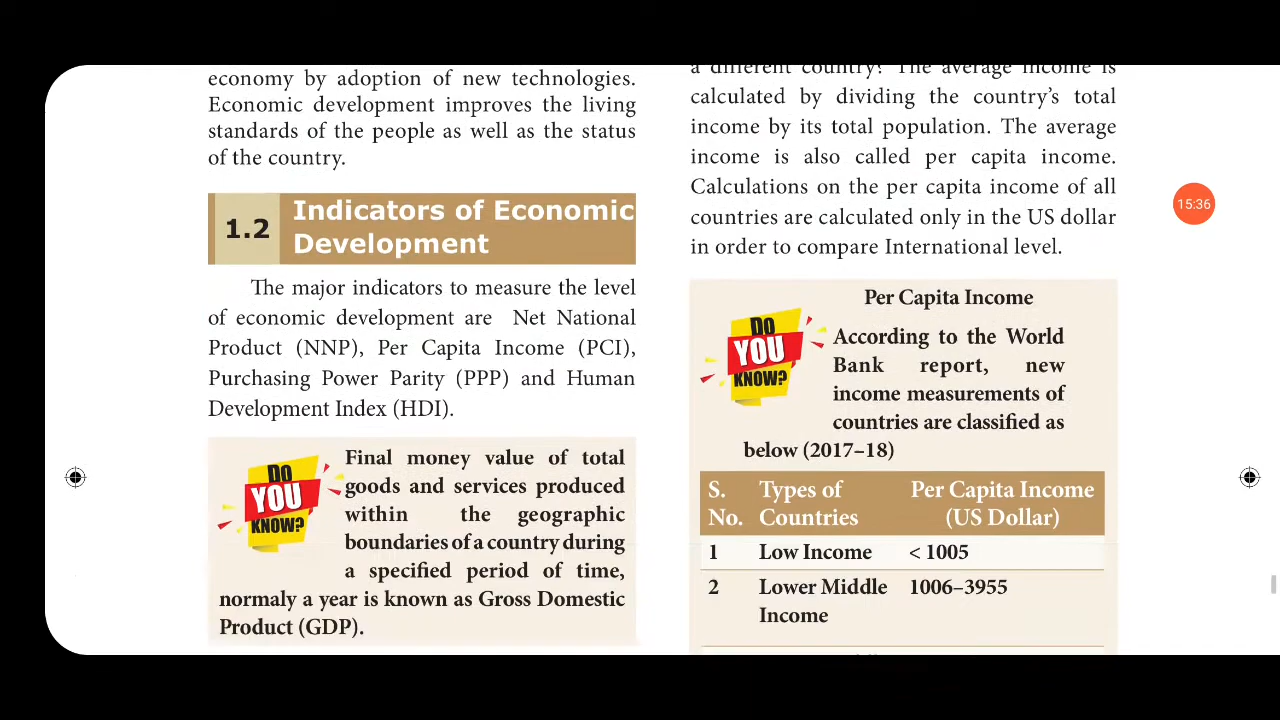 economy by adoption of new technologies.
Economic development improves the living
standards of the people as well as the status
of the country.
1.2
Indicators of Economic
Development
The major indicators to measure the level
of economic development are Net National
Product (NNP), Per Capita Income (PCI),
Purchasing Power Parity (PPP) and Human
Development Index (HDI).
DO
YOU
KNOW?
Final money value of total
goods and services produced
within the geographic
boundaries of a country during
a specified period of time,
normaly a year is known as Gross Domestic
Product (GDP).
a different country? The average income is
calculated by dividing the country's total
income by its total population. The average
income is also called per capita income.
Calculations on the per capita income of all
countries are calculated only in the US dollar
in order to compare International level.
Per Capita Income
DO
YOU
KNOW?
According to the World
Bank report, new
income measurements of
countries are classified as
below (2017–18)
S. Types of Per Capita Income
No. Countries (US Dollar)
1 Low Income < 1005
2 Lower Middle 1006–3955
Income
15:36